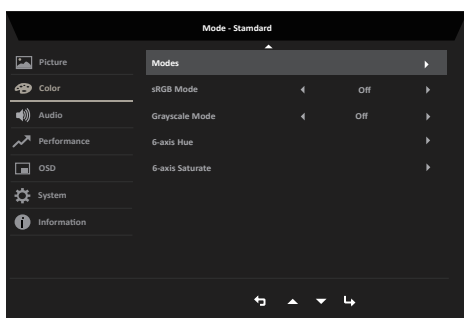 Mode - Stamdard
Picture
Modes
Color
sRGB Mode Off
Audio
Grayscale Mode Off
Performance
6-axis Hue
OSD
6-axis Saturate
System
Information